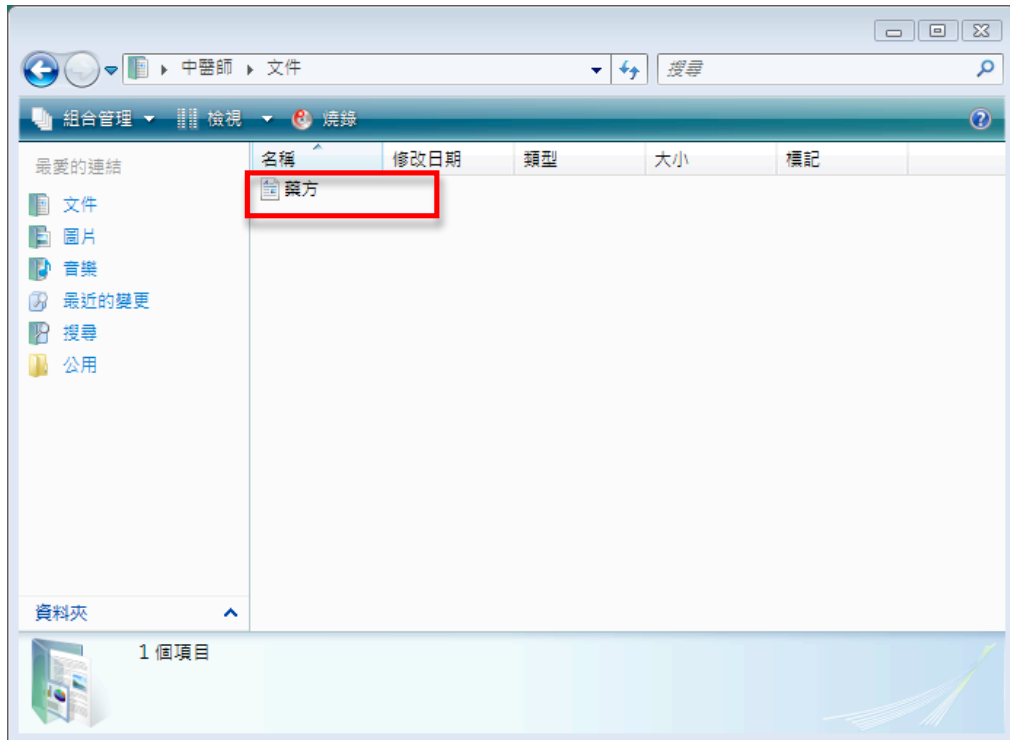 中醫師 文件 搜尋
組合管理 檢視 燒錄
最愛的連結
文件
圖片
音樂
最近的變更
搜尋
公用
資料夾
名稱 修改日期 類型 大小 標記
藥方
1 個項目